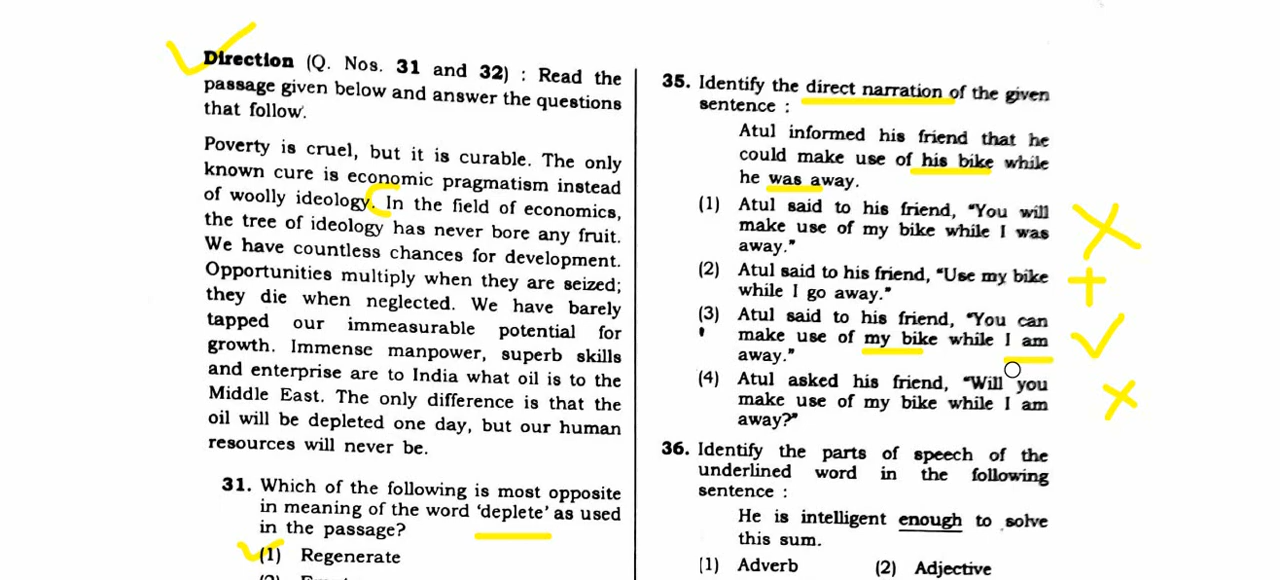 Direction (Q. Nos. 31 and 32) : Read the
passage given below and answer the questions
that follow.
Poverty is cruel, but it is curable. The only
known cure is economic pragmatism instead
of woolly ideology. In the field of economics,
the tree of ideology has never bore any fruit.
We have countless chances for development.
Opportunities multiply when they are seized;
they die when neglected. We have barely
tapped our immeasurable potential for
growth. Immense manpower, superb skills
and enterprise are to India what oil is to the
Middle East. The only difference is that the
oil will be depleted one day, but our human
resources will never be.
31. Which of the following is most opposite
in meaning of the word ‘deplete’ as used
in the passage?
(1) Regenerate
35. Identify the direct narration of the given
sentence :
Atul informed his friend that he
could make use of his bike while
he was away.
(1) Atul said to his friend, “You will
make use of my bike while I was
away.”
(2) Atul said to his friend, “Use my bike
while I go away.”
(3) Atul said to his friend, “You can
make use of my bike while I am
away.”
(4) Atul asked his friend, “Will you
make use of my bike while I am
away?”
36. Identify the parts of speech of the
underlined word in the following
sentence :
He is intelligent enough to solve
this sum.
(1) Adverb (2) Adjective